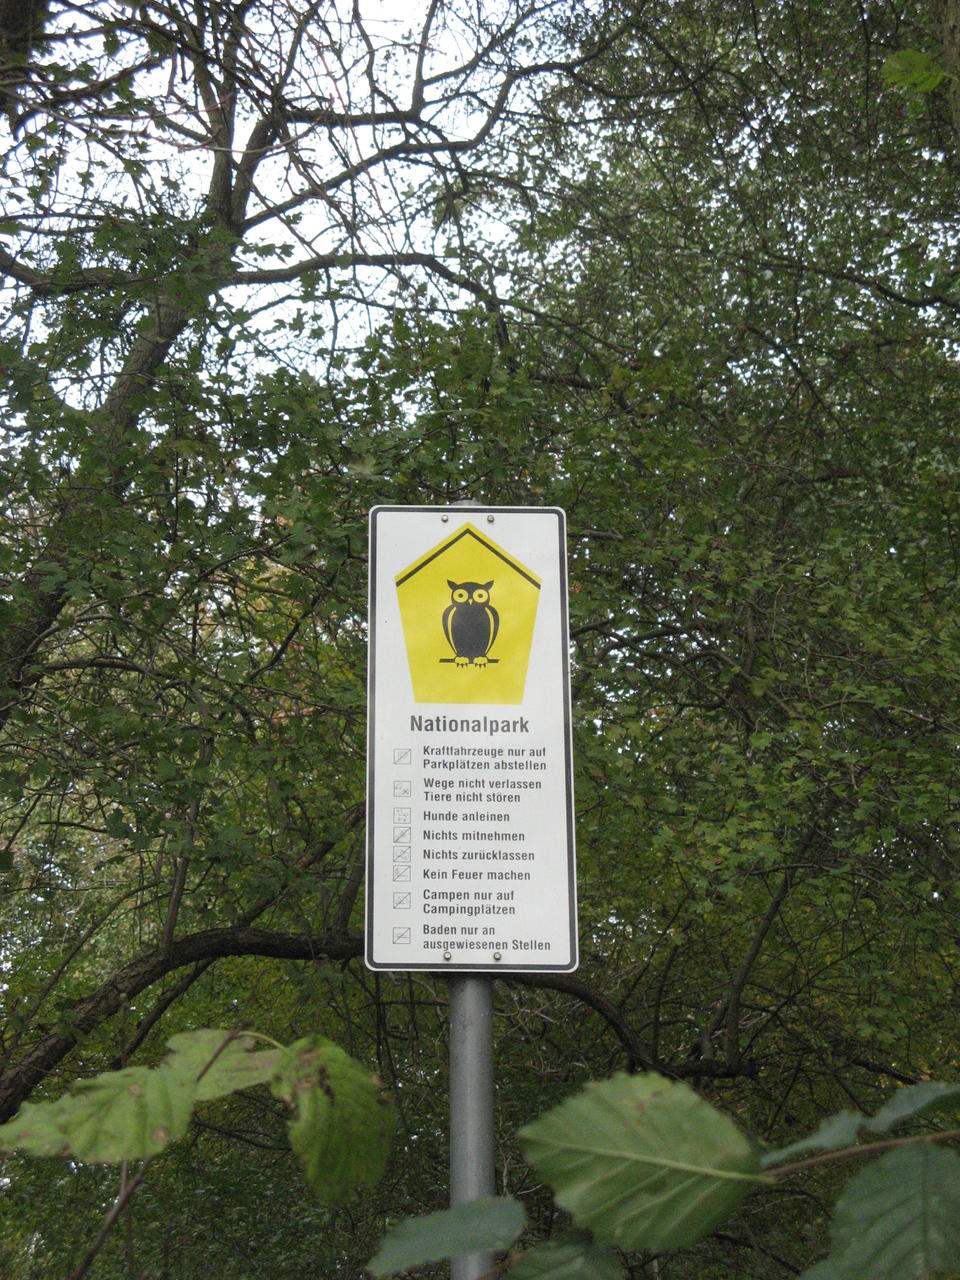 Nationalpark
Kraftfahrzeuge nur auf
Parkplätzen abstellen
Wege nicht verlassen
Tiere nicht stören
Hunde anleinen
Nichts mitnehmen
Nichts zurücklassen
Kein Feuer machen
Campen nur auf
Campingplätzen
Baden nur an
ausgewiesenen Stellen